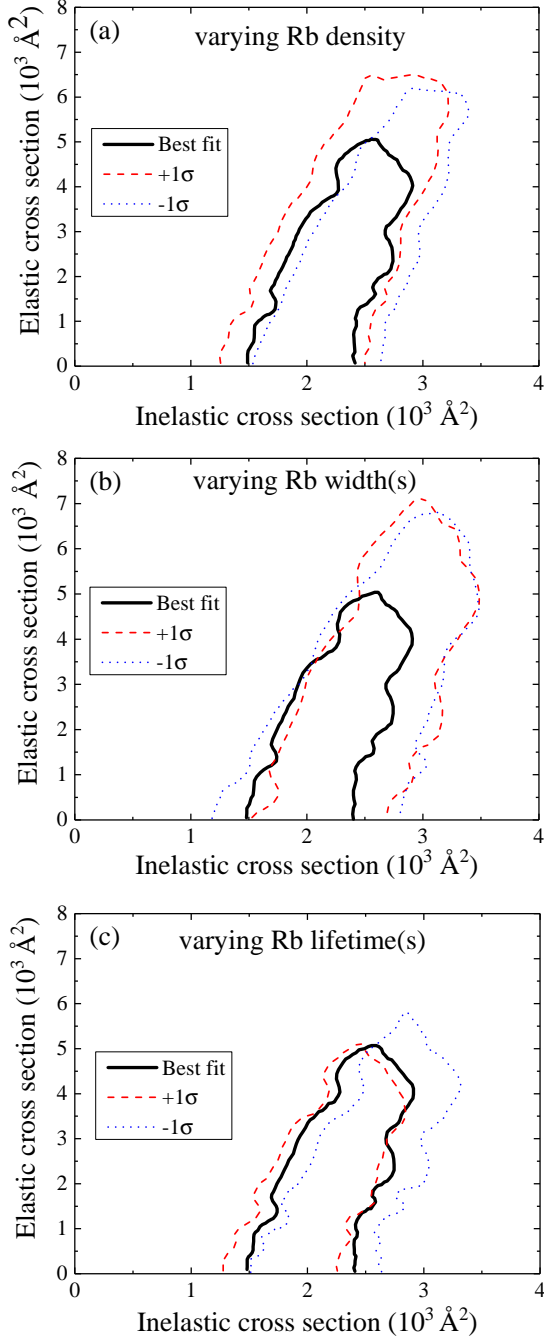 8
(a)
varying Rb density
7
6
5
4
3
2
1
0
Elastic cross section (10³ Å²)
Best fit
+1σ
-1σ
0 1 2 3 4
Inelastic cross section (10³ Å²)
8
(b)
varying Rb width(s)
7
6
5
4
3
2
1
0
Elastic cross section (10³ Å²)
Best fit
+1σ
-1σ
0 1 2 3 4
Inelastic cross section (10³ Å²)
8
(c)
varying Rb lifetime(s)
7
6
5
4
3
2
1
0
Elastic cross section (10³ Å²)
Best fit
+1σ
-1σ
0 1 2 3 4
Inelastic cross section (10³ Å²)